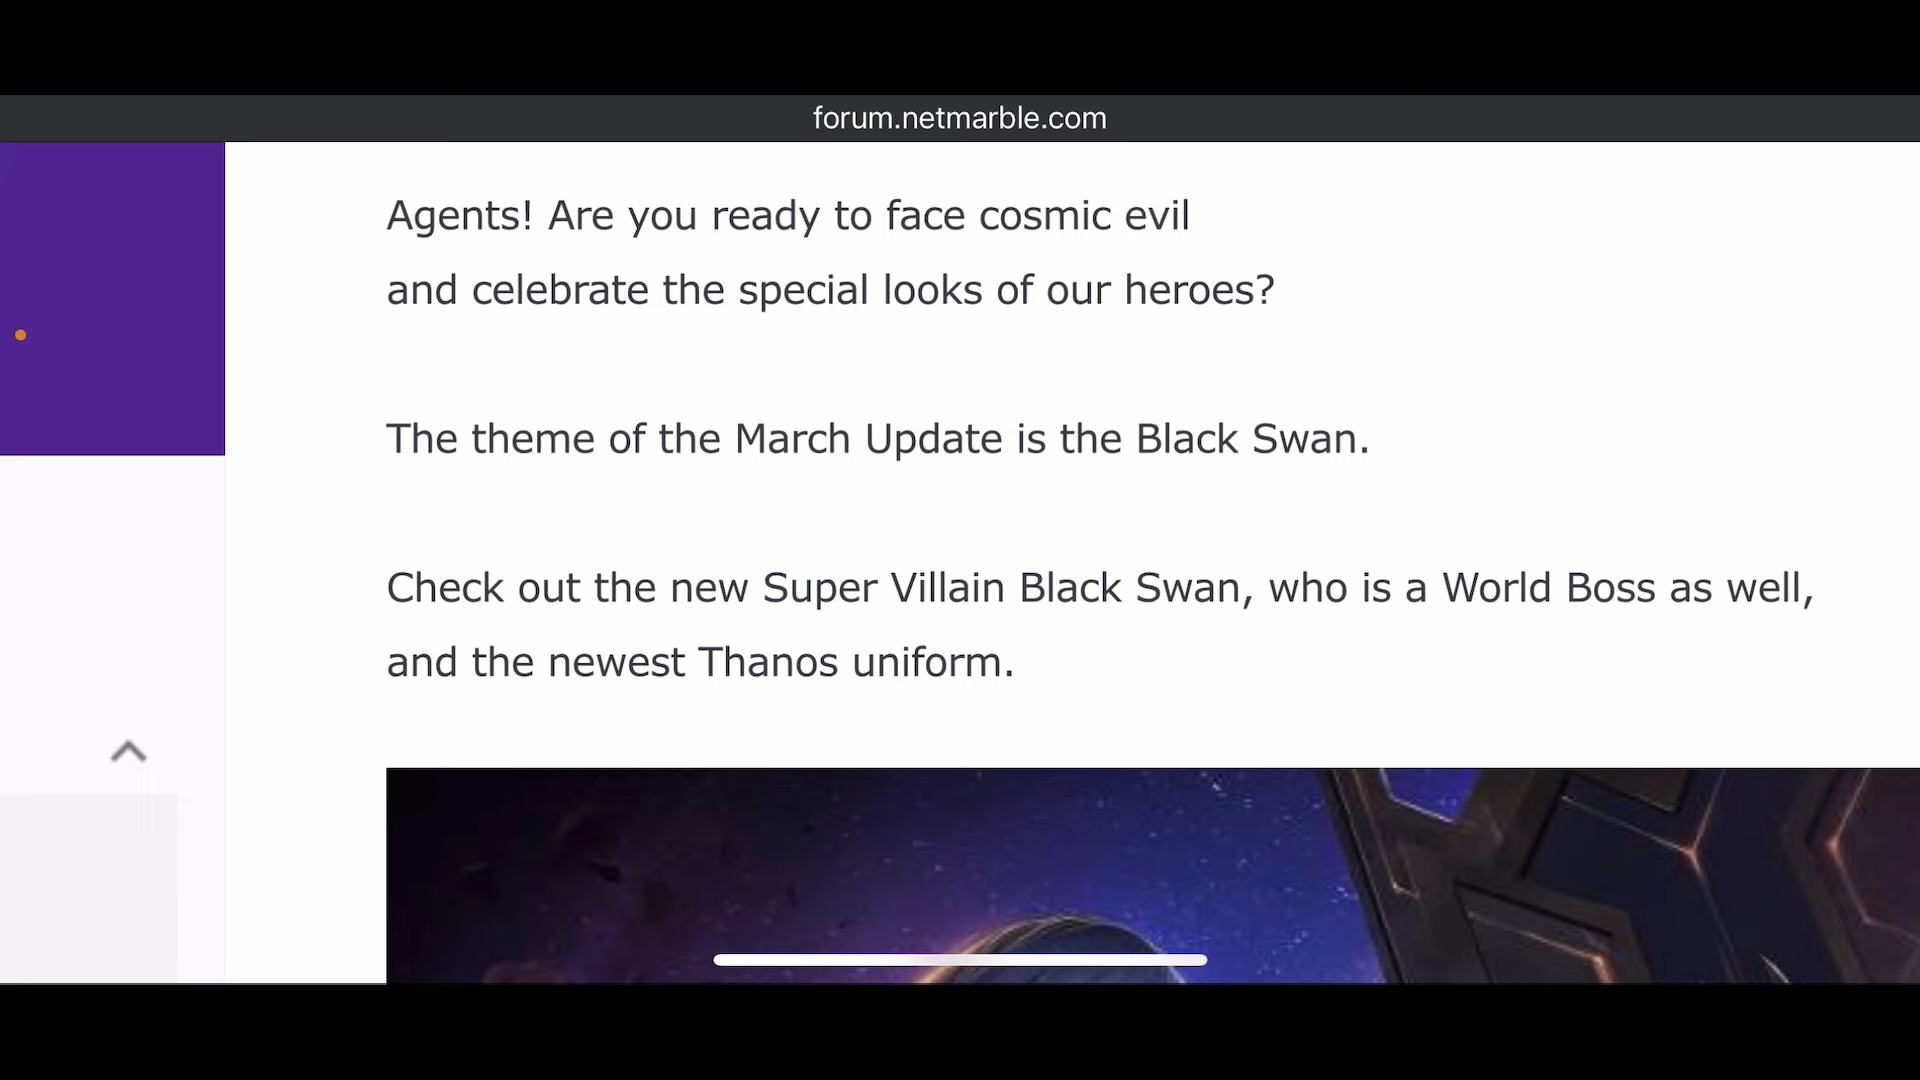 forum.netmarble.com
Agents! Are you ready to face cosmic evil
and celebrate the special looks of our heroes?
The theme of the March Update is the Black Swan.
Check out the new Super Villain Black Swan, who is a World Boss as well,
and the newest Thanos uniform.